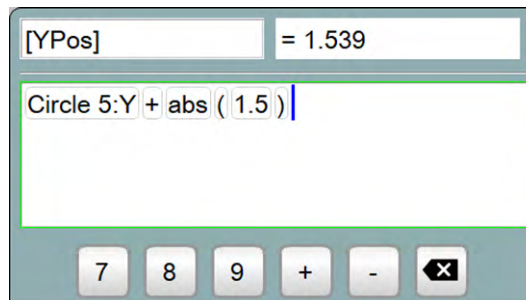 [YPos] = 1.539
Circle 5:Y + abs ( 1.5 )
7 8 9 + -